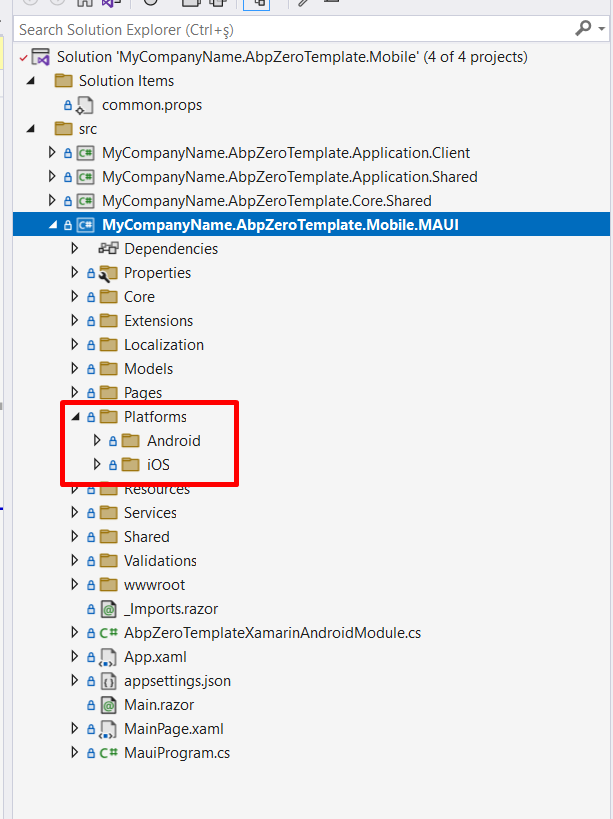 Search Solution Explorer (Ctrl+ş)
Solution 'MyCompanyName.AbpZeroTemplate.Mobile' (4 of 4 projects)
Solution Items
common.props
src
C# MyCompanyName.AbpZeroTemplate.Application.Client
C# MyCompanyName.AbpZeroTemplate.Application.Shared
C# MyCompanyName.AbpZeroTemplate.Core.Shared
C# MyCompanyName.AbpZeroTemplate.Mobile.MAUI
Dependencies
Properties
Core
Extensions
Localization
Models
Pages
Platforms
Android
iOS
Resources
Services
Shared
Validations
wwwroot
_Imports.razor
C# AbpZeroTemplateXamarinAndroidModule.cs
App.xaml
appsettings.json
Main.razor
MainPage.xaml
C# MauiProgram.cs